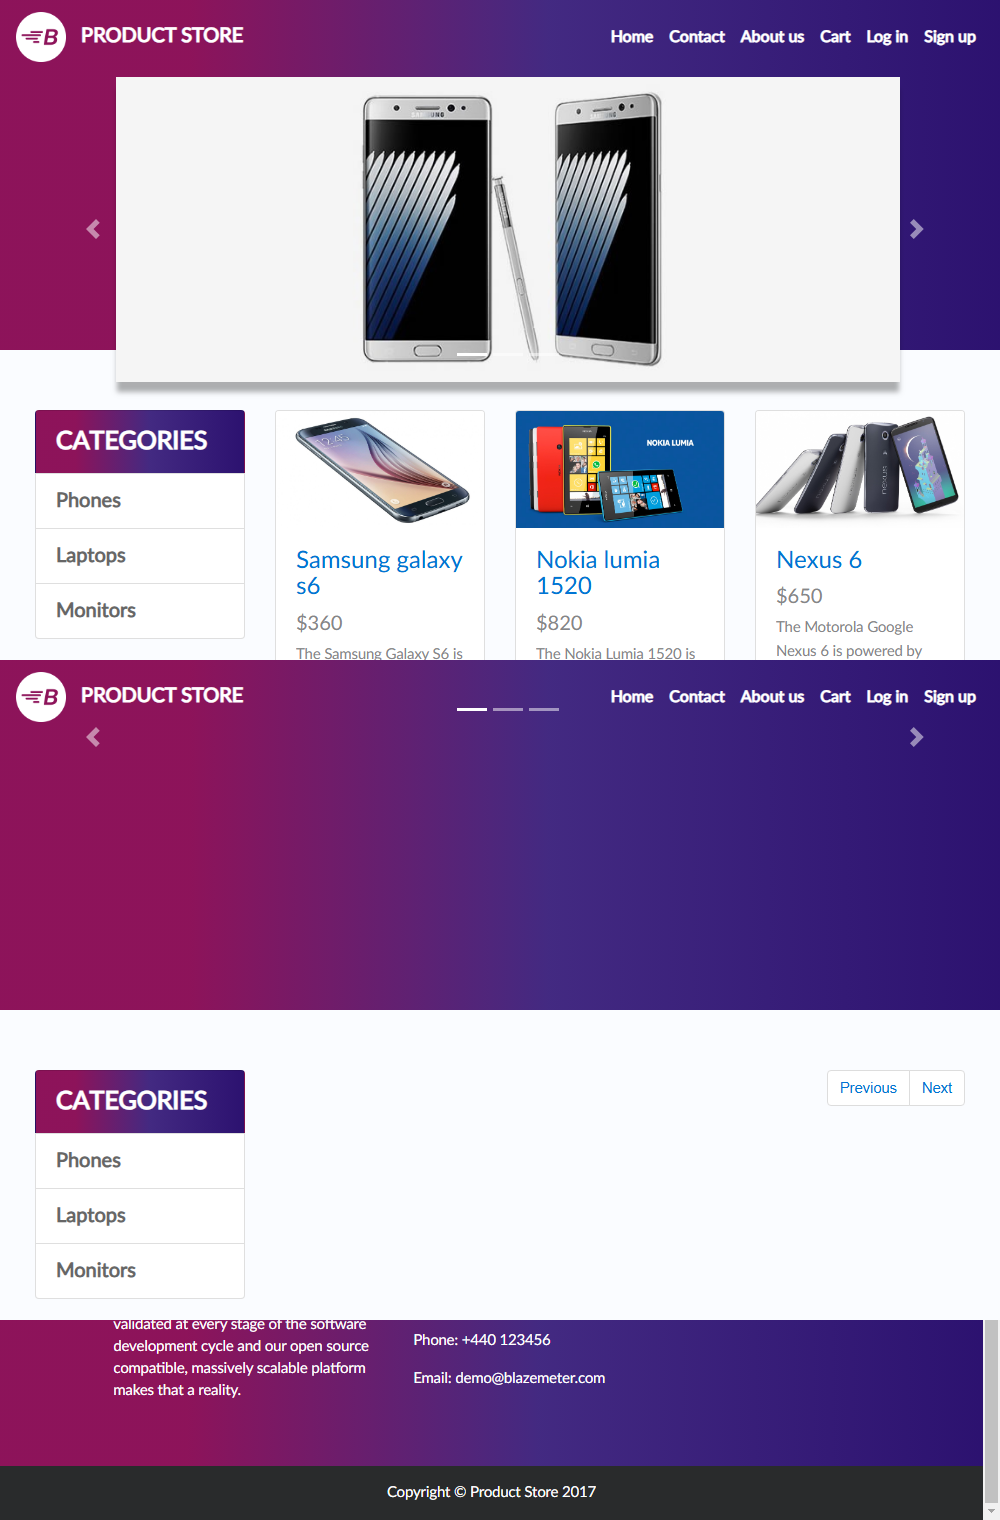 B PRODUCT STORE
Home Contact About us Cart Log in Sign up
SAMSUNG
SAMSUNG
CATEGORIES
Phones
Laptops
Monitors
Samsung galaxy
s6
$360
The Samsung Galaxy S6 is
NOKIA LUMIA
Nokia lumia
1520
$820
The Nokia Lumia 1520 is
nexus
Nexus 6
$650
The Motorola Google
Nexus 6 is powered by
B PRODUCT STORE
Home Contact About us Cart Log in Sign up
CATEGORIES
Phones
Laptops
Monitors
Previous Next
validated at every stage of the software
development cycle and our open source
compatible, massively scalable platform
makes that a reality.
Phone: +440 123456
Email: demo@blazemeter.com
Copyright © Product Store 2017